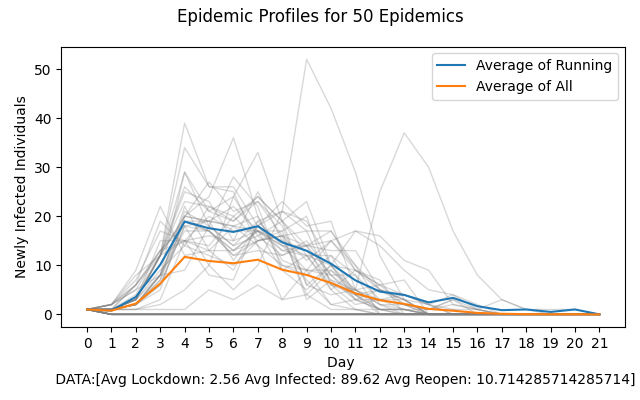 Epidemic Profiles for 50 Epidemics
Average of Running
Average of All
Newly Infected Individuals
50
40
30
20
10
0
0 1 2 3 4 5 6 7 8 9 10 11 12 13 14 15 16 17 18 19 20 21
Day
DATA:[Avg Lockdown: 2.56 Avg Infected: 89.62 Avg Reopen: 10.714285714285714]